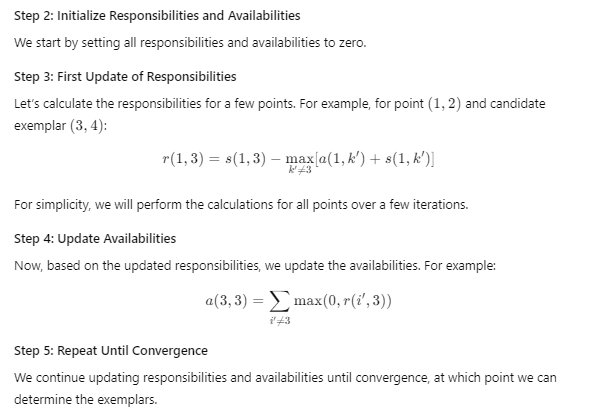 Step 2: Initialize Responsibilities and Availabilities
We start by setting all responsibilities and availabilities to zero.
Step 3: First Update of Responsibilities
Let's calculate the responsibilities for a few points. For example, for point (1, 2) and candidate
exemplar (3, 4):
r(1, 3) = s(1, 3) − max[a(1, k′) + s(1, k′)]
k′≠3
For simplicity, we will perform the calculations for all points over a few iterations.
Step 4: Update Availabilities
Now, based on the updated responsibilities, we update the availabilities. For example:
a(3, 3) = ∑ max(0, r(i′, 3))
i′≠3
Step 5: Repeat Until Convergence
We continue updating responsibilities and availabilities until convergence, at which point we can
determine the exemplars.